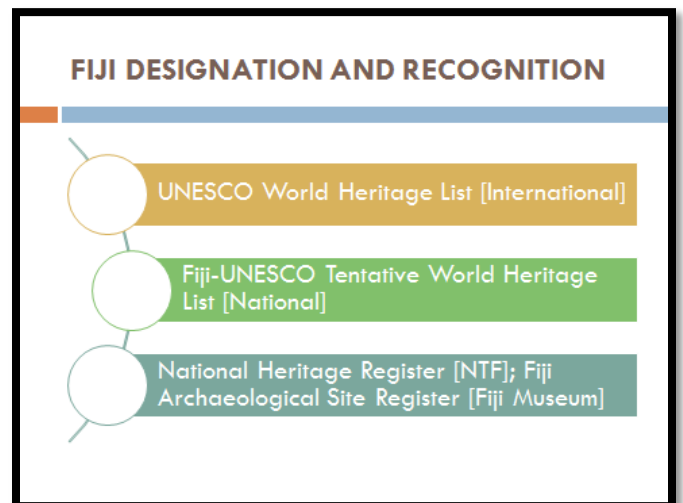 FIJI DESIGNATION AND RECOGNITION
UNESCO World Heritage List [International]
Fiji-UNESCO Tentative World Heritage
List [National]
National Heritage Register [NTF]; Fiji
Archaeological Site Register [Fiji Museum]